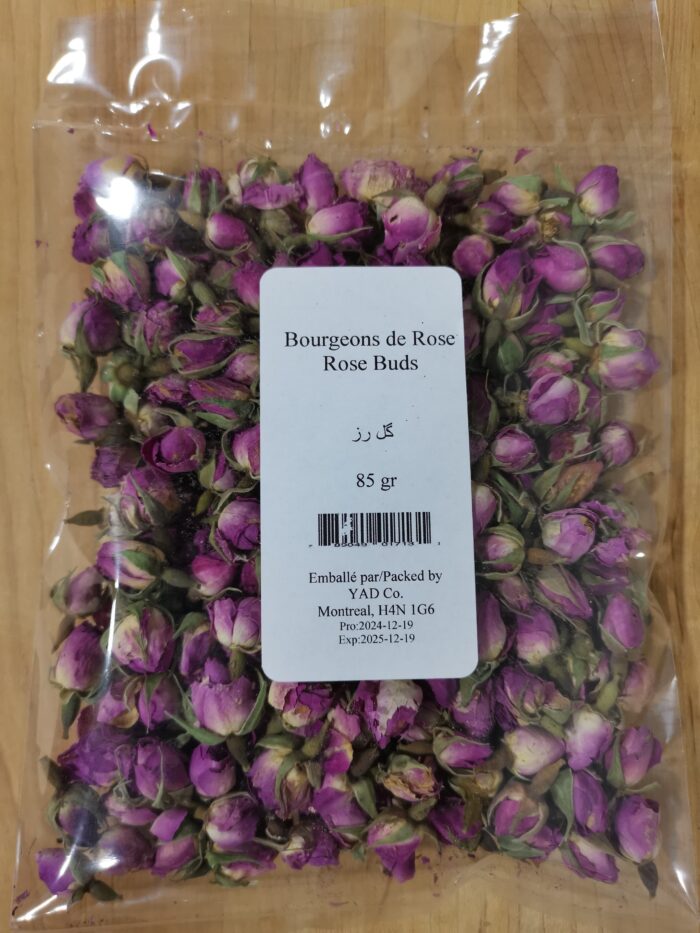 Bourgeons de Rose
Rose Buds
گل رز
85 gr
Emballé par/Packed by
YAD Co.
Montreal, H4N 1G6
Pro:2024-12-19
Exp:2025-12-19